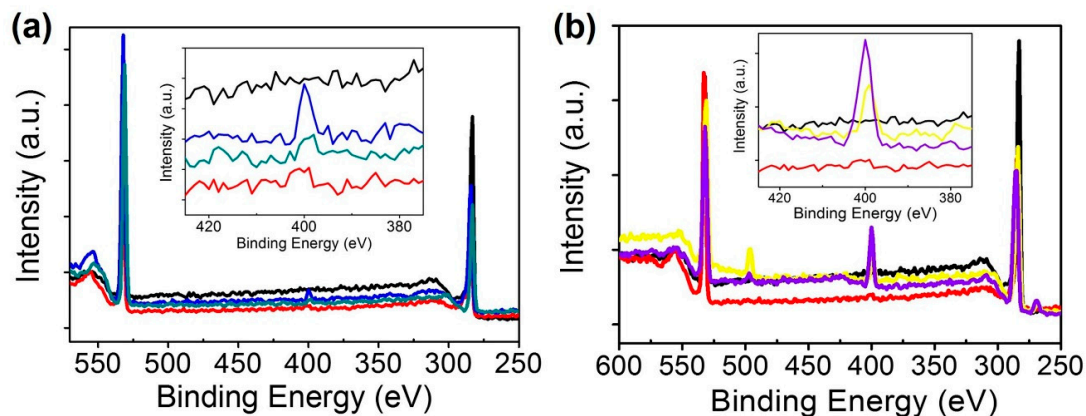 (a)
Intensity (a.u.)
Intensity (a.u.)
420 400 380
Binding Energy (eV)
550 500 450 400 350 300 250
Binding Energy (eV)
(b)
Intensity (a.u.)
Intensity (a.u.)
420 400 380
Binding Energy (eV)
600 550 500 450 400 350 300 250
Binding Energy (eV)